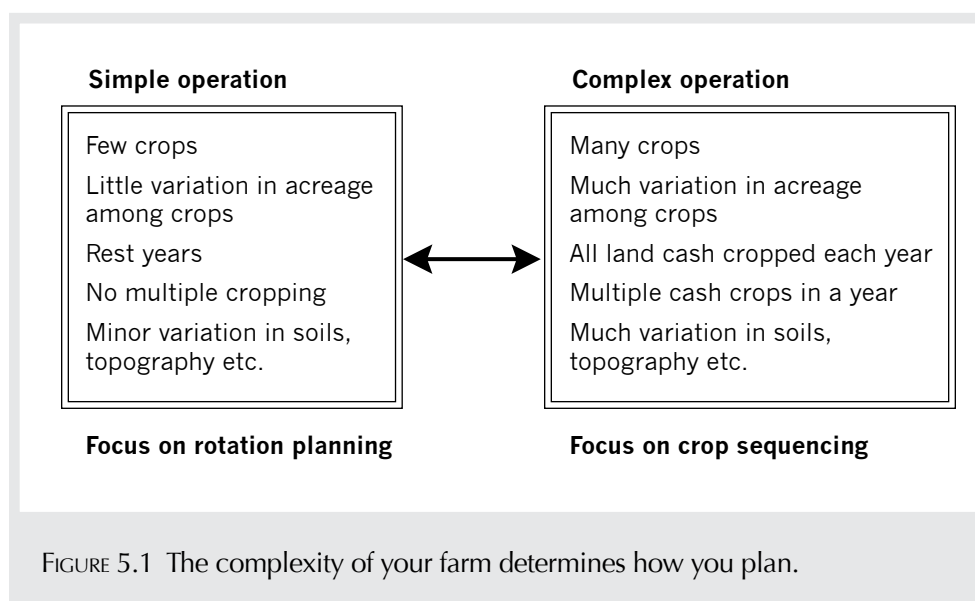 Simple operation
Few crops
Little variation in acreage
among crops
Rest years
No multiple cropping
Minor variation in soils,
topography etc.
Focus on rotation planning
Complex operation
Many crops
Much variation in acreage
among crops
All land cash cropped each year
Multiple cash crops in a year
Much variation in soils,
topography etc.
Focus on crop sequencing
FIGURE 5.1 The complexity of your farm determines how you plan.